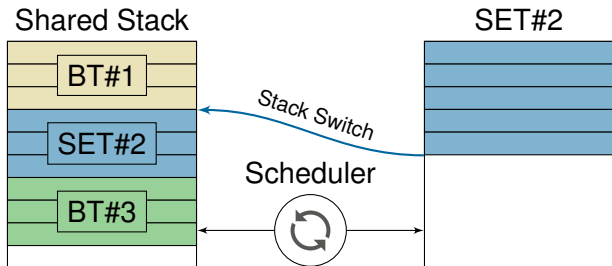 Shared Stack
SET#2
BT#1
Stack Switch
SET#2
Scheduler
BT#3